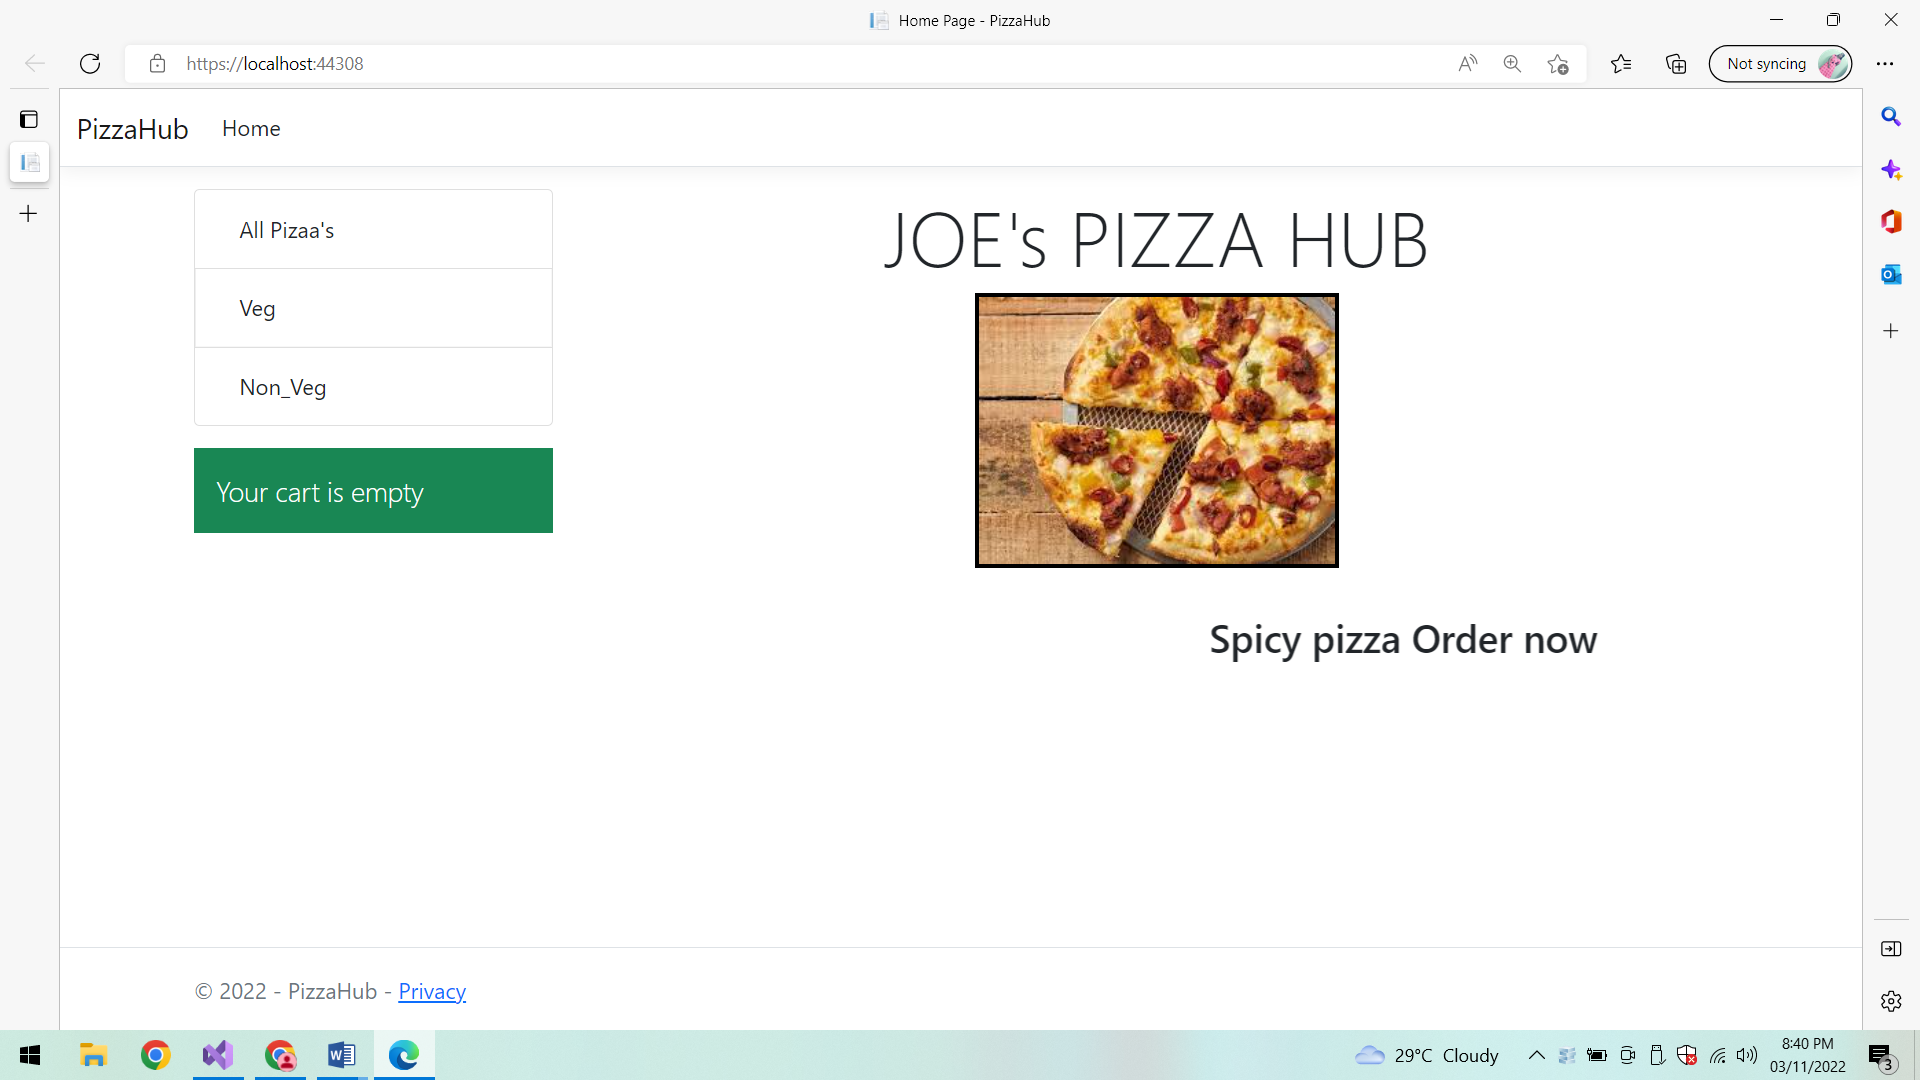 Home Page - PizzaHub
https://localhost:44308
Not syncing
PizzaHub Home
All Pizaa's
Veg
Non_Veg
Your cart is empty
JOE's PIZZA HUB
Spicy pizza Order now
© 2022 - PizzaHub - Privacy
29°C Cloudy
8:40 PM
03/11/2022
3